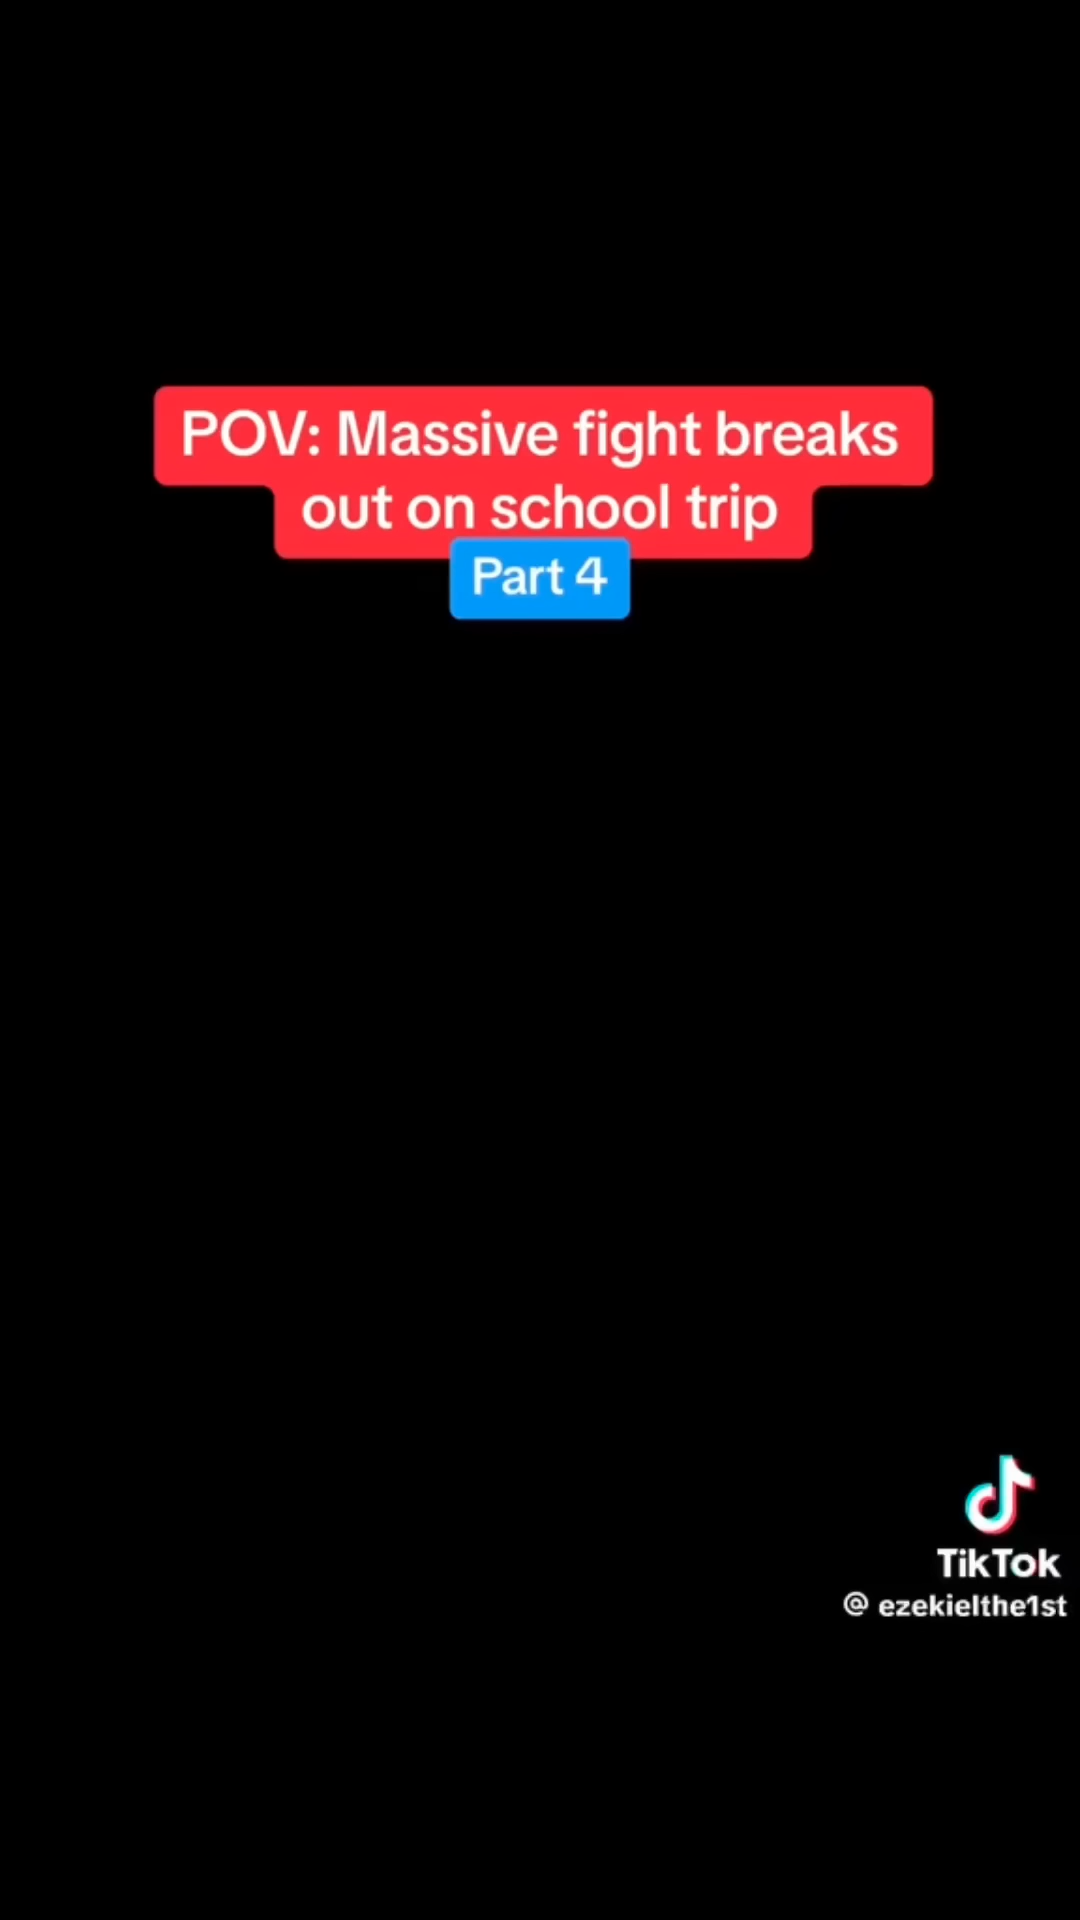 POV: Massive fight breaks
out on school trip
Part 4
TikTok
@ ezekielthe1st